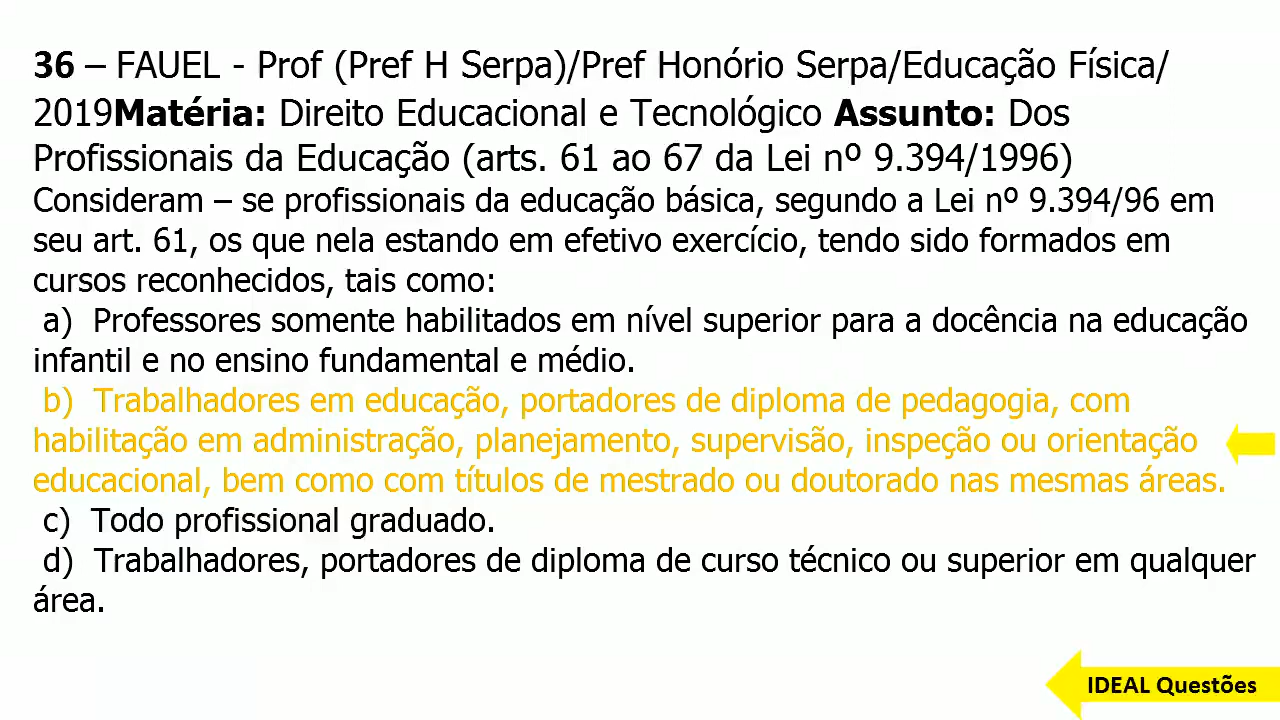 36 – FAUEL - Prof (Pref H Serpa)/Pref Honório Serpa/Educação Física/
2019Matéria: Direito Educacional e Tecnológico Assunto: Dos
Profissionais da Educação (arts. 61 ao 67 da Lei nº 9.394/1996)
Consideram – se profissionais da educação básica, segundo a Lei nº 9.394/96 em
seu art. 61, os que nela estando em efetivo exercício, tendo sido formados em
cursos reconhecidos, tais como:
a) Professores somente habilitados em nível superior para a docência na educação
infantil e no ensino fundamental e médio.
b) Trabalhadores em educação, portadores de diploma de pedagogia, com
habilitação em administração, planejamento, supervisão, inspeção ou orientação
educacional, bem como com títulos de mestrado ou doutorado nas mesmas áreas.
c) Todo profissional graduado.
d) Trabalhadores, portadores de diploma de curso técnico ou superior em qualquer
área.
IDEAL Questões